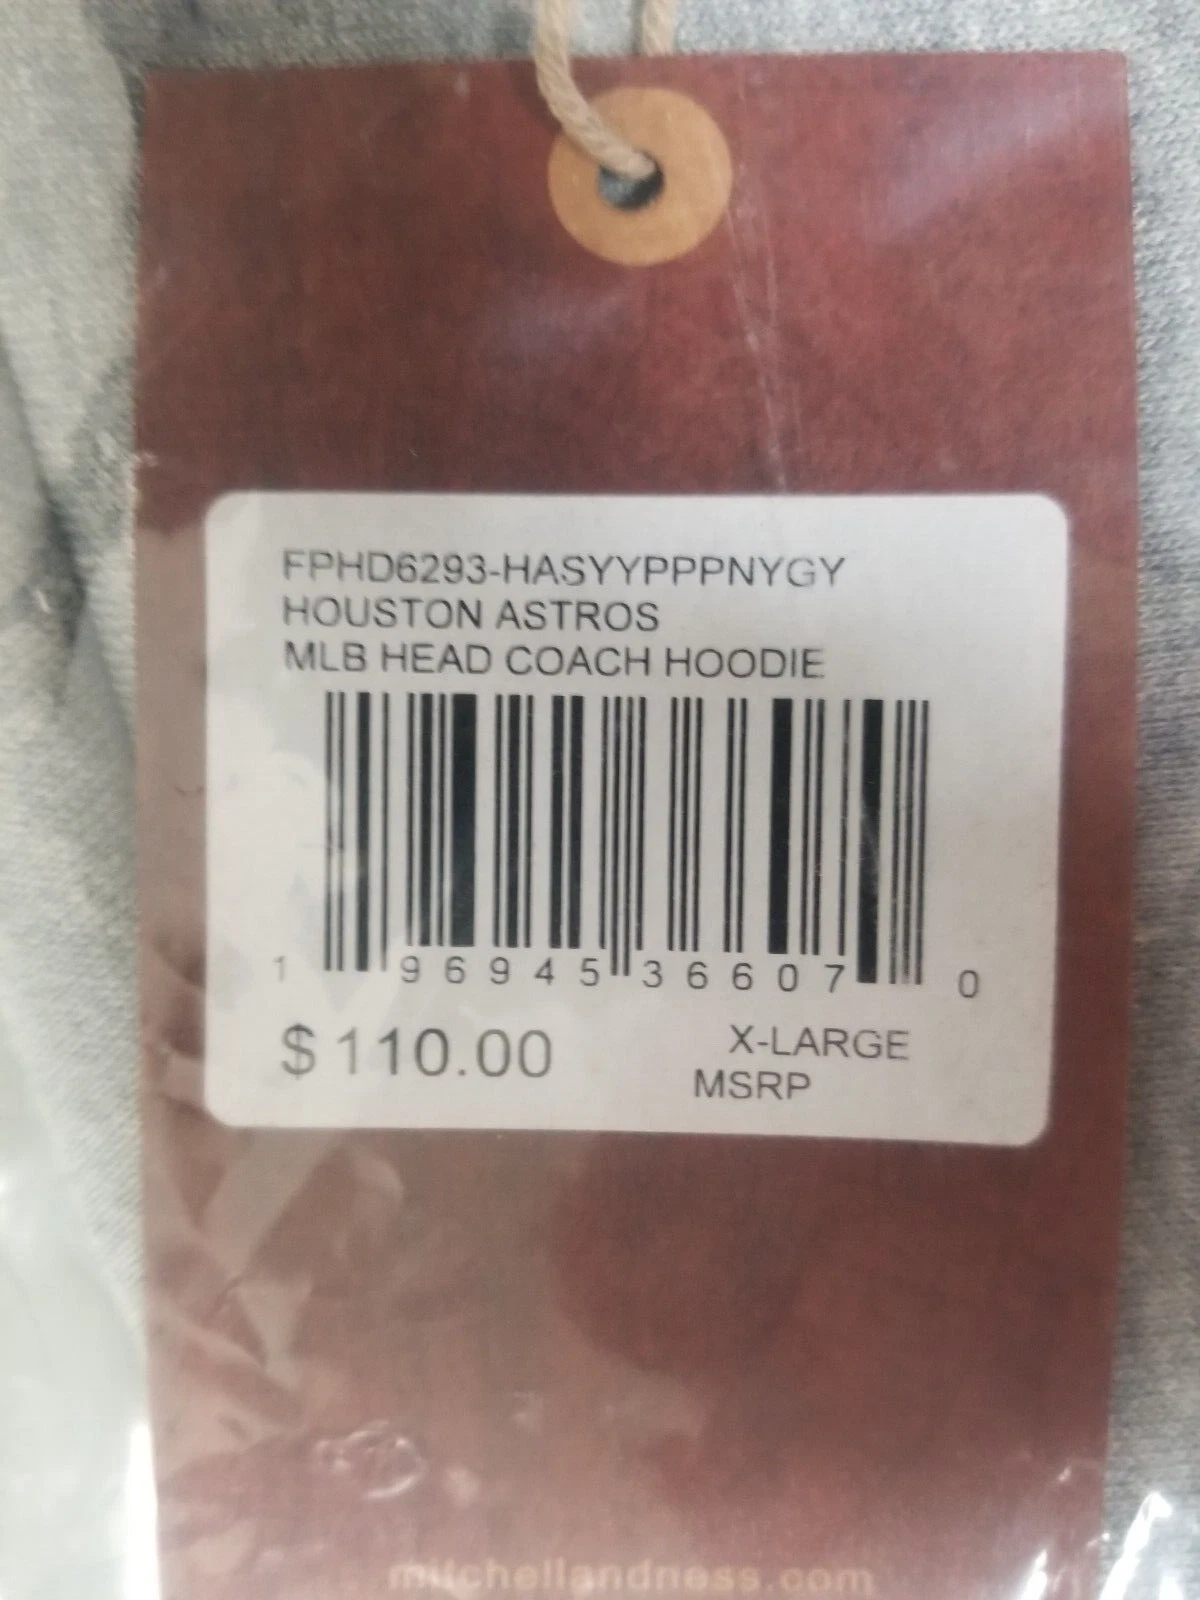 FPHD6293-HASYYPPPNYGY
HOUSTON ASTROS
MLB HEAD COACH HOODIE
1 96945 36607 0
$110.00
X-LARGE
MSRP
mitchellandness.com